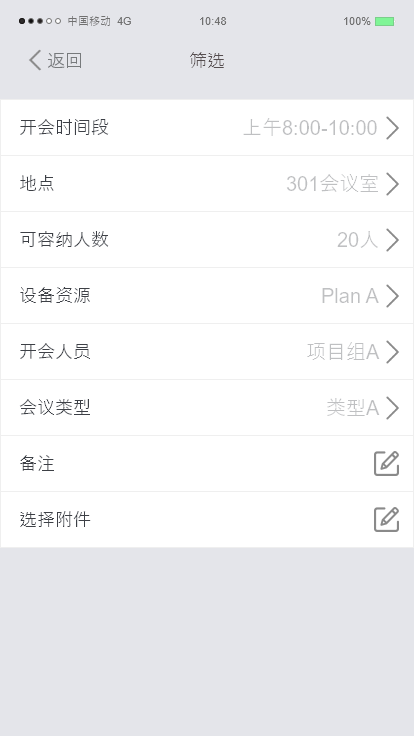 中国移动 4G 10:48 100%
返回 筛选
开会时间段 上午8:00-10:00
地点 301会议室
可容纳人数 20人
设备资源 Plan A
开会人员 项目组A
会议类型 类型A
备注
选择附件